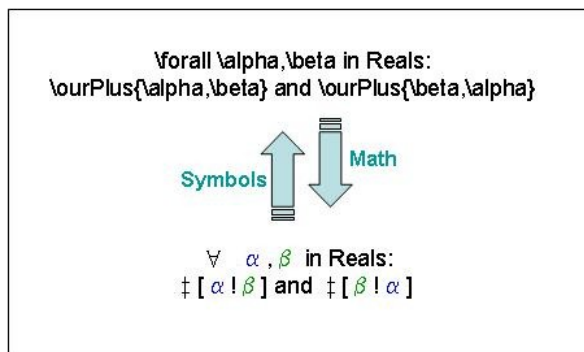 \forall \alpha,\beta in Reals:
\ourPlus{\alpha,\beta} and \ourPlus{\beta,\alpha}
Math
Symbols
∀ α , β in Reals:
‡ [ α ! β ] and ‡ [ β ! α ]